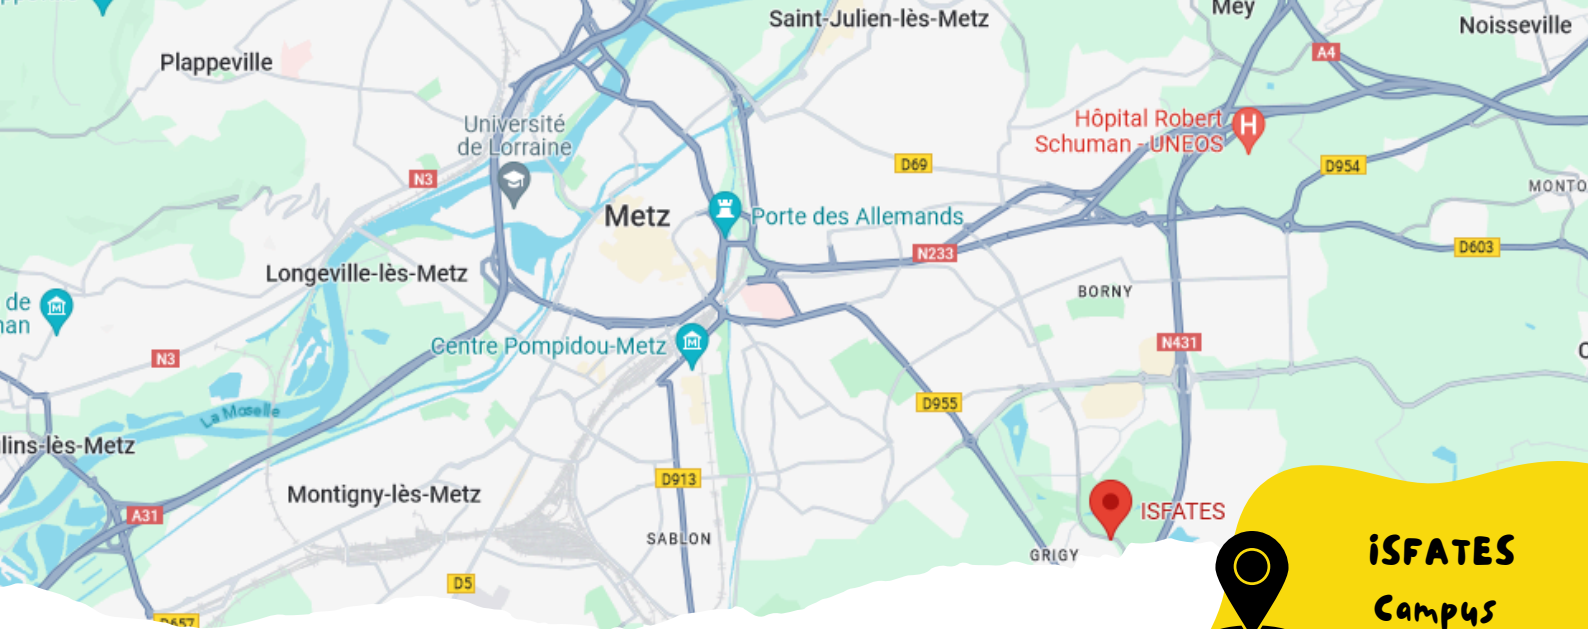 Saint-Julien-lès-Metz
Mey
Noisseville
Plappeville
A4
Hôpital Robert
Schuman - UNEOS
Université
de Lorraine
D69
D954
N3
MONTO
Metz
Porte des Allemands
N233
D603
Longeville-lès-Metz
BORNY
de
Centre Pompidou-Metz
N431
N3
D955
La Moselle
lins-lès-Metz
D913
Montigny-lès-Metz
ISFATES
A31
SABLON
GRIGY
D5
D657
iSFATES
Campus